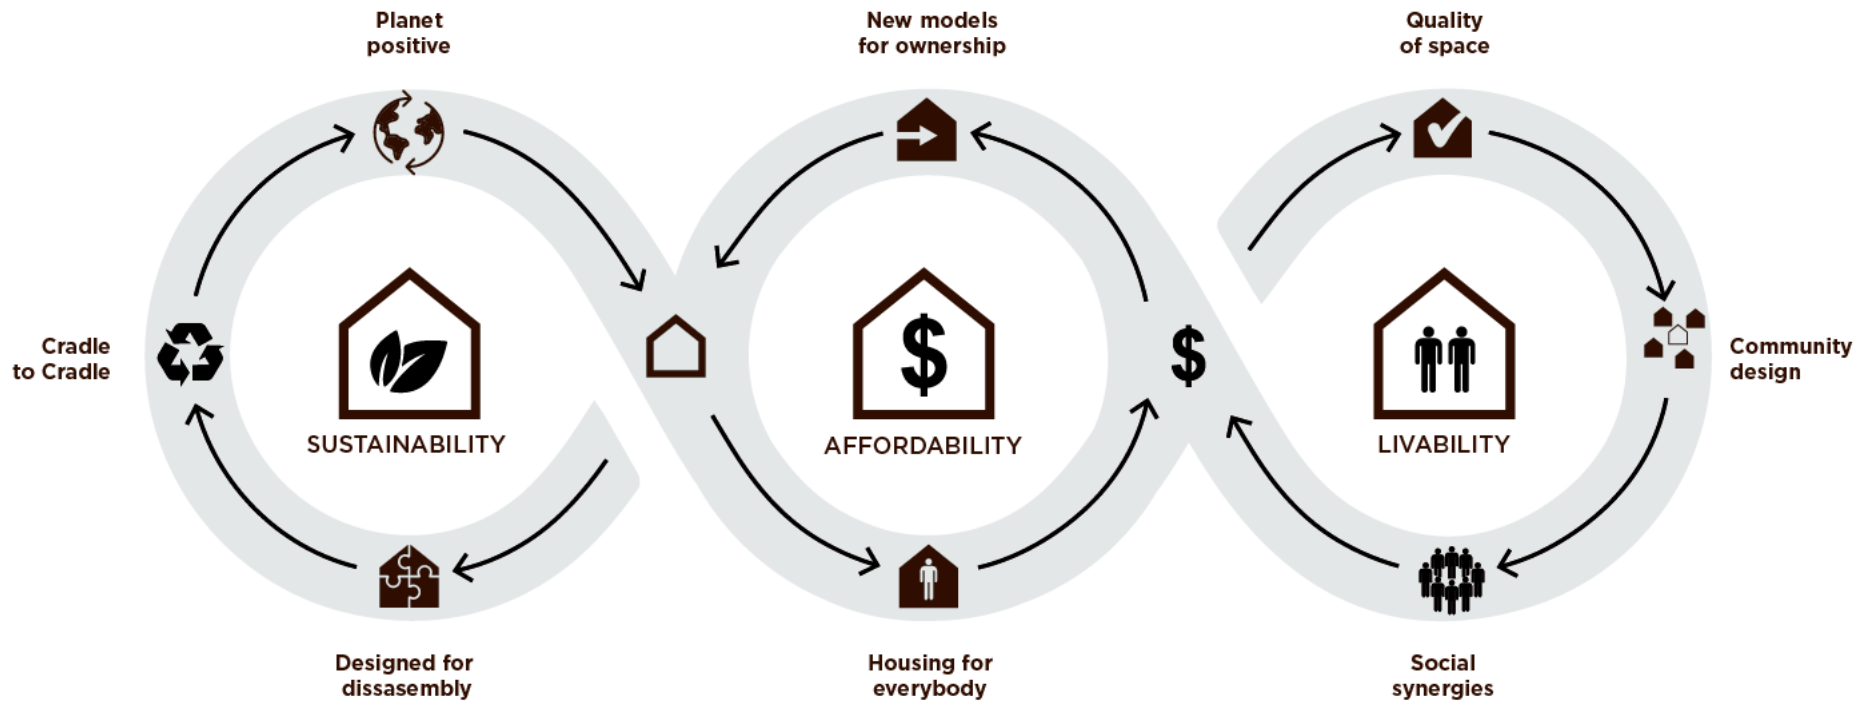 Planet
positive
New models
for ownership
Quality
of space
Cradle
to Cradle
$
$
Community
design
SUSTAINABILITY
AFFORDABILITY
LIVABILITY
Designed for
dissasembly
Housing for
everybody
Social
synergies